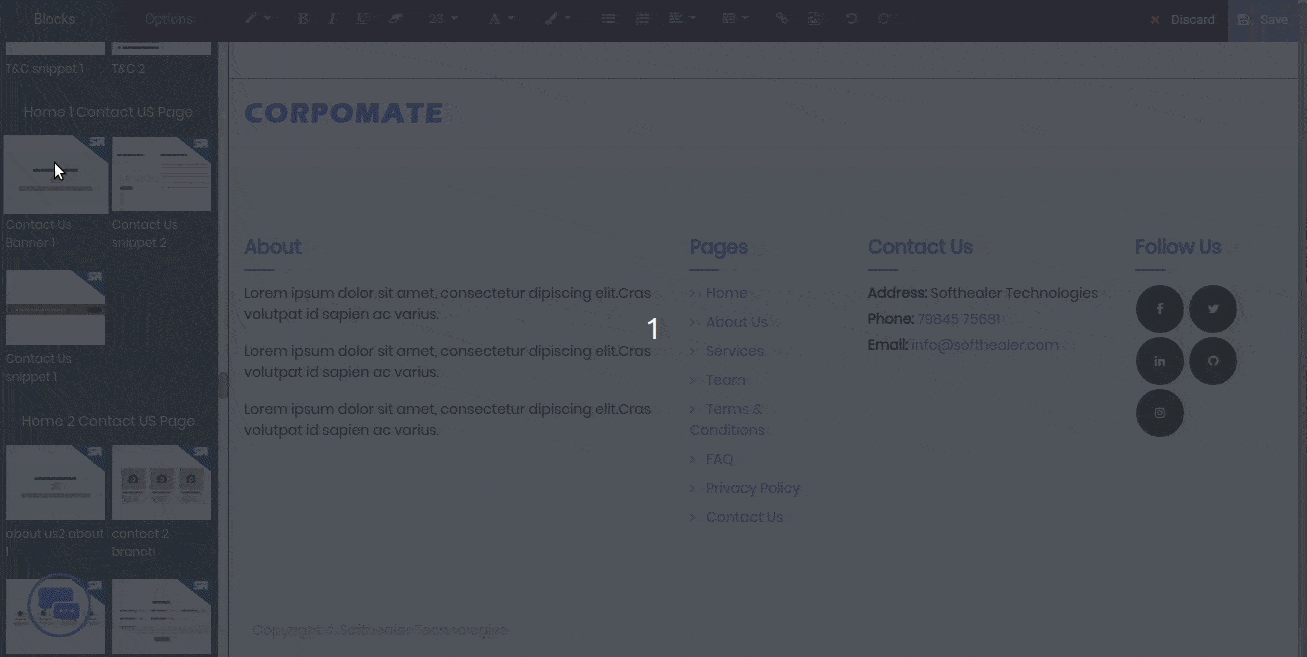 Blocks
Options
B I U
Discard
Save
T&C snippet 1
T&C 2
Home 1 Contact US Page
Contact Us
Banner 1
Contact Us
snippet 2
Contact Us
snippet 1
Home 2 Contact US Page
about us2 about
1
contact 2
branch
CORPOMATE
About
Lorem ipsum dolor sit amet, consectetur dipiscing elit.Cras
volutpat id sapien ac varius.
Lorem ipsum dolor sit amet, consectetur dipiscing elit.Cras
volutpat id sapien ac varius.
Lorem ipsum dolor sit amet, consectetur dipiscing elit.Cras
volutpat id sapien ac varius.
1
Pages
> Home
> About Us
> Services
> Team
> Terms &
Conditions
> FAQ
> Privacy Policy
> Contact Us
Contact Us
Address: Softhealer Technologies
Phone: 79845 75681
Email: info@softhealer.com
Follow Us
Softhealer Technologies